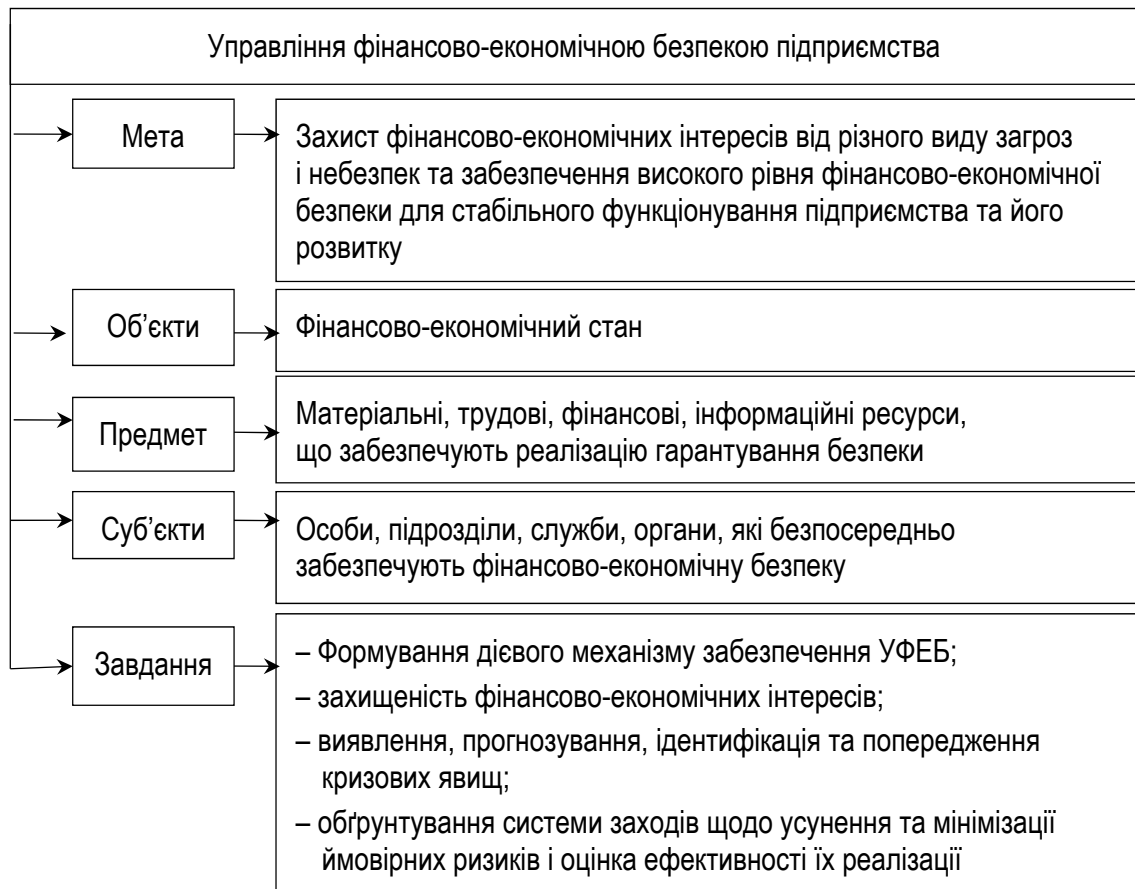 Управління фінансово-економічною безпекою підприємства
Мета
Захист фінансово-економічних інтересів від різного виду загроз
і небезпек та забезпечення високого рівня фінансово-економічної
безпеки для стабільного функціонування підприємства та його
розвитку
Об’єкти
Фінансово-економічний стан
Предмет
Матеріальні, трудові, фінансові, інформаційні ресурси,
що забезпечують реалізацію гарантування безпеки
Суб’єкти
Особи, підрозділи, служби, органи, які безпосередньо
забезпечують фінансово-економічну безпеку
Завдання
– Формування дієвого механізму забезпечення УФЕБ;
– захищеність фінансово-економічних інтересів;
– виявлення, прогнозування, ідентифікація та попередження
кризових явищ;
– обґрунтування системи заходів щодо усунення та мінімізації
ймовірних ризиків і оцінка ефективності їх реалізації